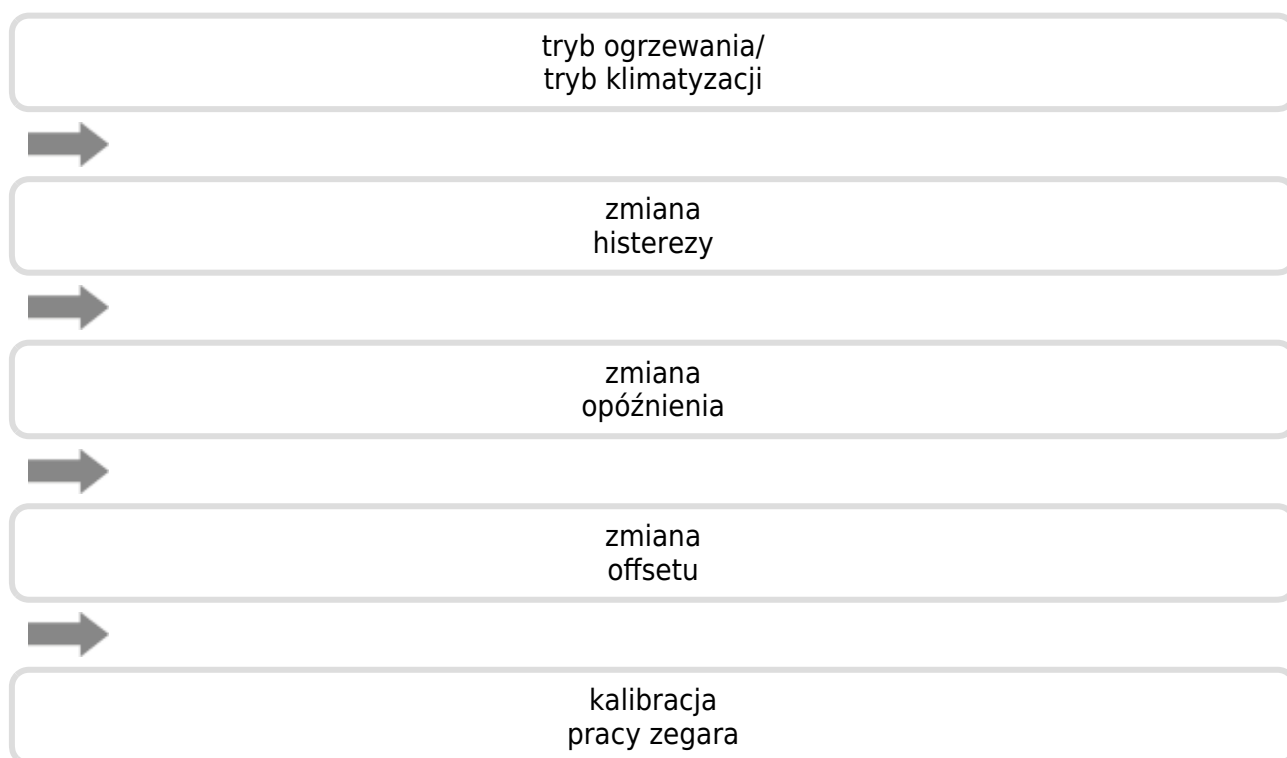 tryb ogrzewania/
tryb klimatyzacji
zmiana
histerezy
zmiana
opóźnienia
zmiana
offsetu
kalibracja
pracy zegara